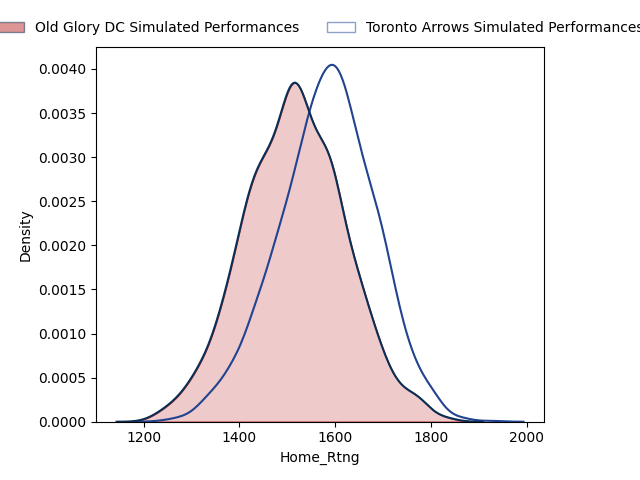 Old Glory DC Simulated Performances Toronto Arrows Simulated Performances
0.0040
0.0035
0.0030
0.0025
0.0020
0.0015
0.0010
0.0005
0.0000
Density
1200 1400 1600 1800 2000
Home_Rtng